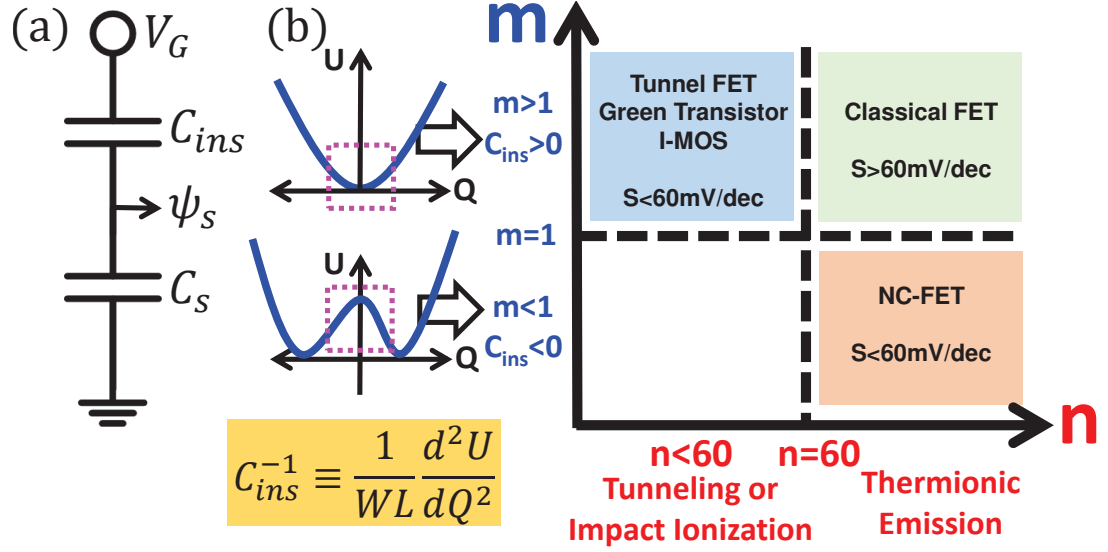 (a)
V_G
C_ins
ψ_s
C_s
(b)
U
Q
m>1
C_ins>0
m=1
U
Q
m<1
C_ins<0
C_ins^-1 ≡ 1/WL d²U/dQ²
m
Tunnel FET
Green Transistor
I-MOS
S<60mV/dec
Classical FET
S>60mV/dec
NC-FET
S<60mV/dec
n
n<60
n=60
Tunneling or
Impact Ionization
Thermionic
Emission